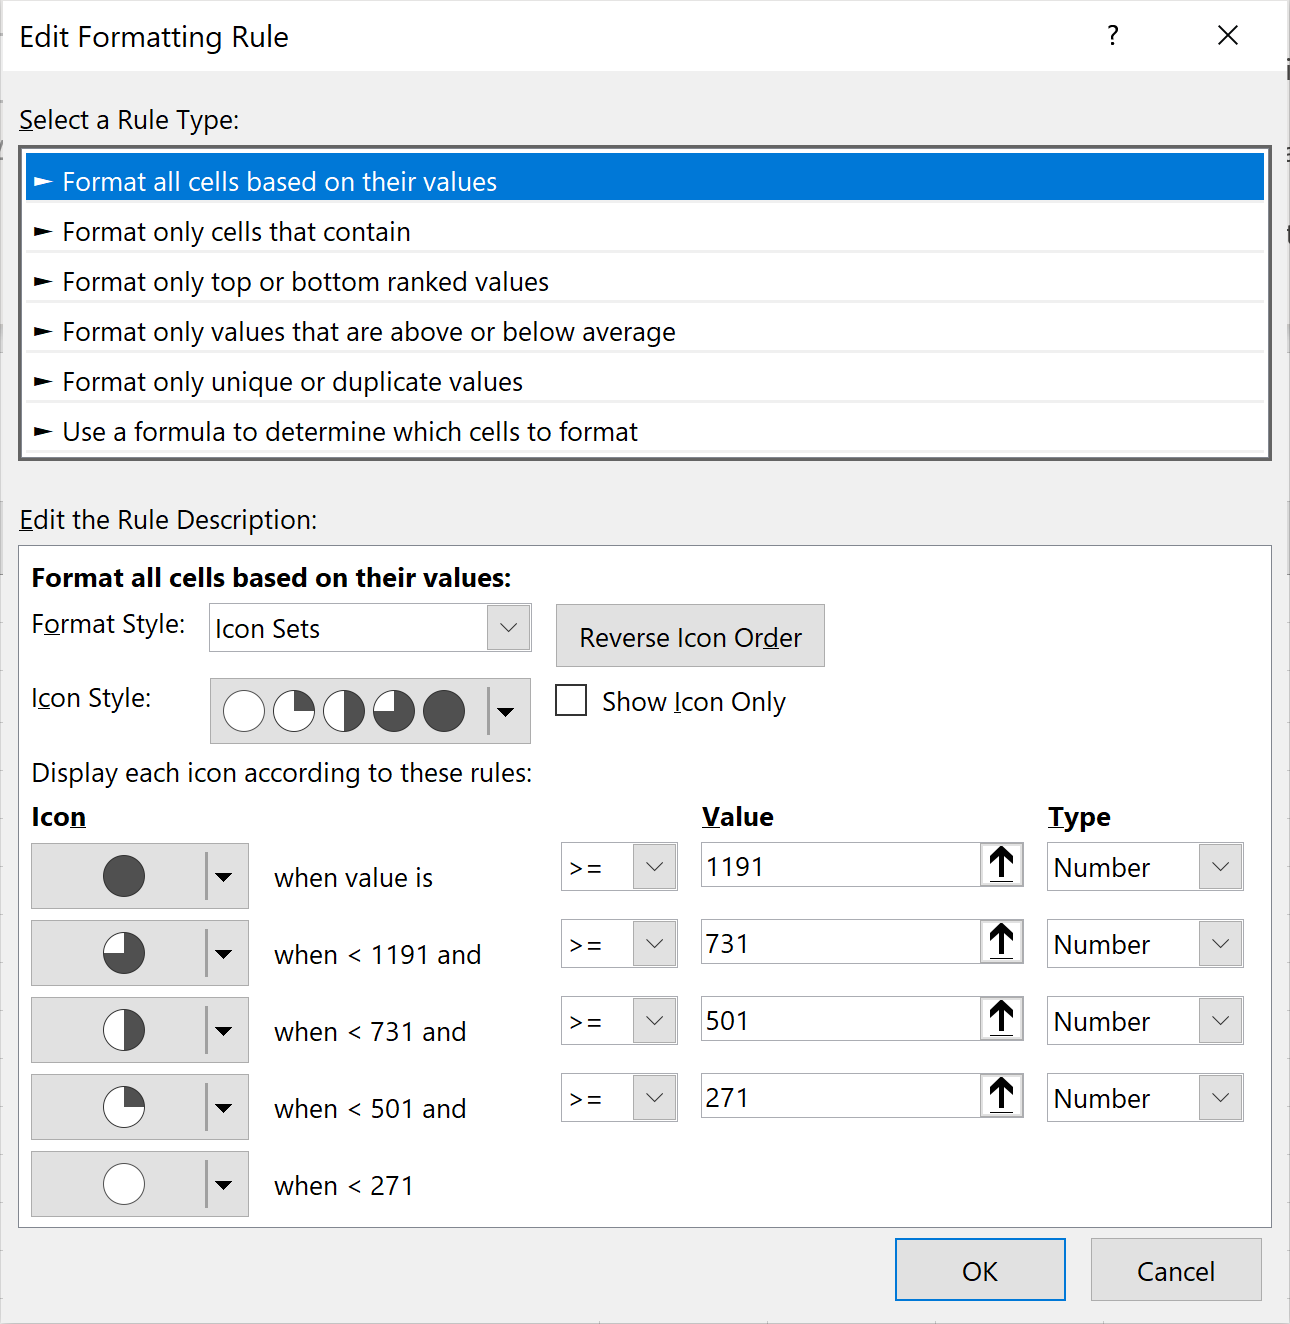 Edit Formatting Rule ?
Select a Rule Type:
► Format all cells based on their values
► Format only cells that contain
► Format only top or bottom ranked values
► Format only values that are above or below average
► Format only unique or duplicate values
► Use a formula to determine which cells to format
Edit the Rule Description:
Format all cells based on their values:
Format Style: Icon Sets Reverse Icon Order
Icon Style: Show Icon Only
Display each icon according to these rules:
Icon Value Type
when value is >= 1191 Number
when < 1191 and >= 731 Number
when < 731 and >= 501 Number
when < 501 and >= 271 Number
when < 271
OK Cancel